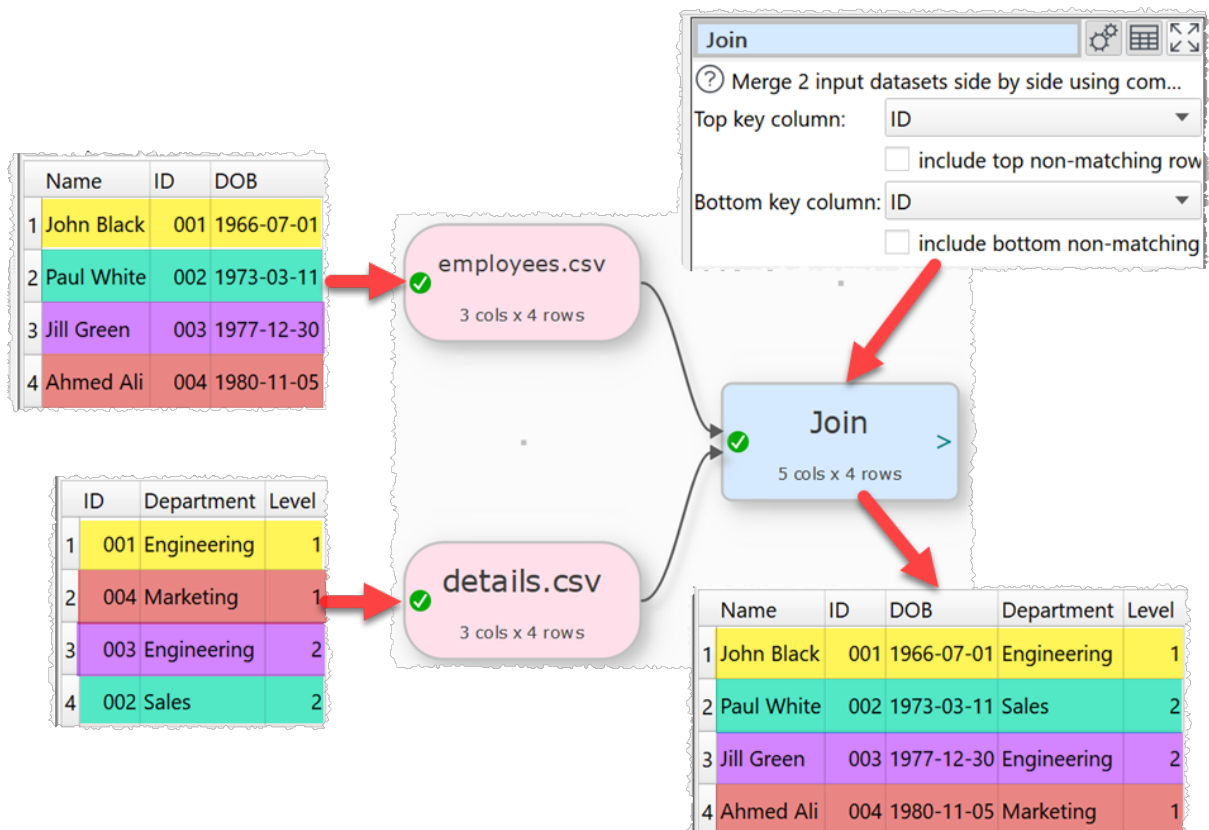 Join
? Merge 2 input datasets side by side using com...
Top key column: ID
include top non-matching row
Bottom key column: ID
include bottom non-matching
Name ID DOB
1 John Black 001 1966-07-01
2 Paul White 002 1973-03-11
3 Jill Green 003 1977-12-30
4 Ahmed Ali 004 1980-11-05
employees.csv
3 cols x 4 rows
Join
5 cols x 4 rows
>
ID Department Level
1 001 Engineering 1
2 004 Marketing 1
3 003 Engineering 2
4 002 Sales 2
details.csv
3 cols x 4 rows
Name ID DOB Department Level
1 John Black 001 1966-07-01 Engineering 1
2 Paul White 002 1973-03-11 Sales 2
3 Jill Green 003 1977-12-30 Engineering 2
4 Ahmed Ali 004 1980-11-05 Marketing 1